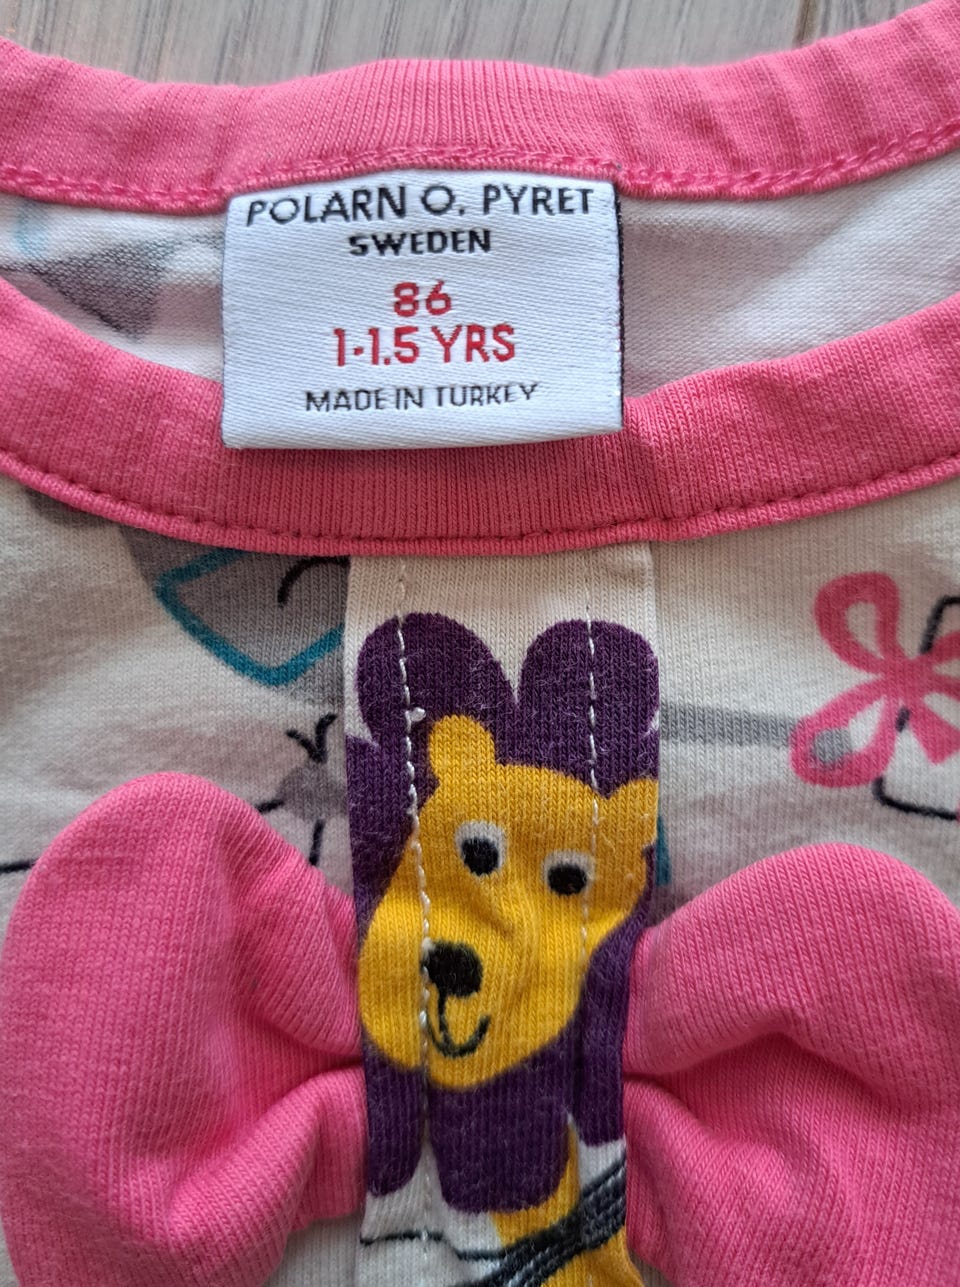 POLARN O. PYRET
SWEDEN
86
1-1.5 YRS
MADE IN TURKEY